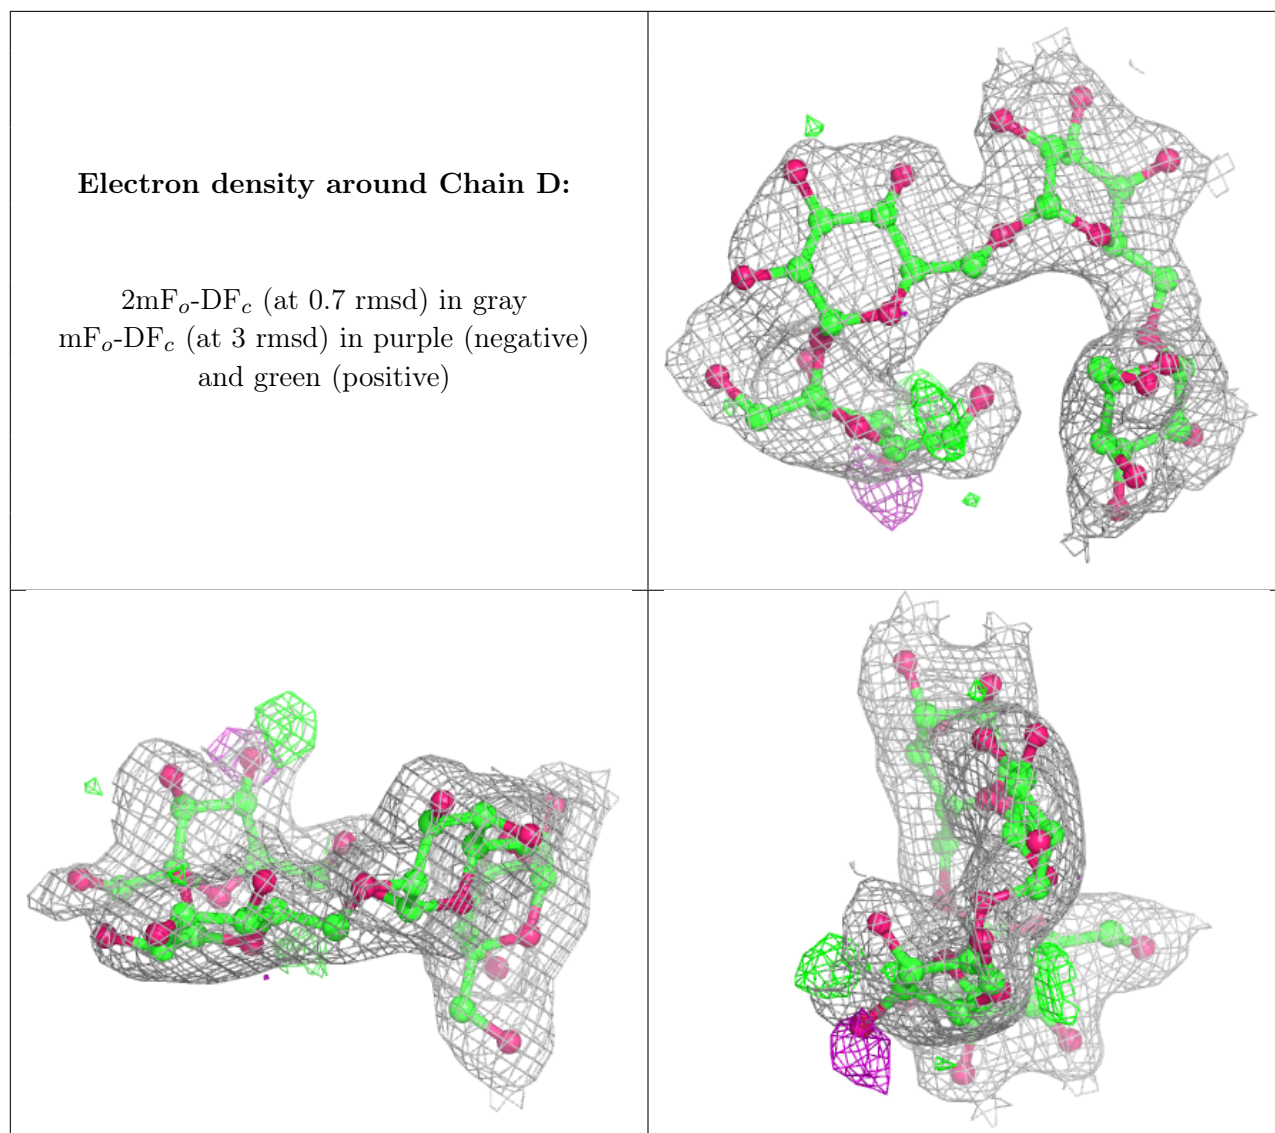 Electron density around Chain D:
2mFo-DFc (at 0.7 rmsd) in gray
mFo-DFc (at 3 rmsd) in purple (negative)
and green (positive)